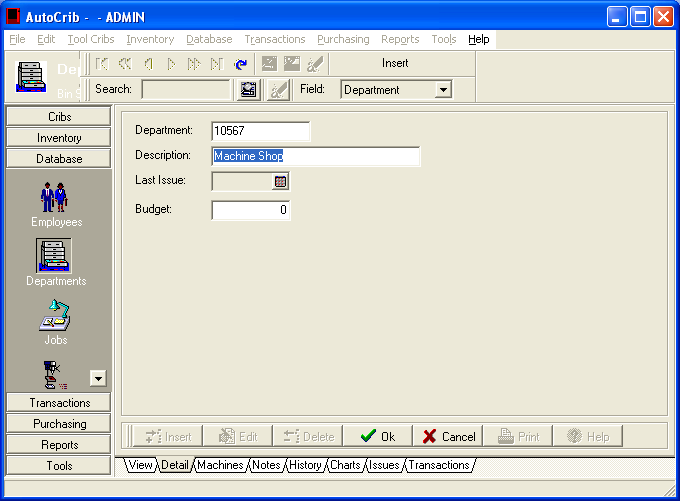 AutoCrib - - ADMIN
File Edit Tool Cribs Inventory Database Transactions Purchasing Reports Tools Help
Insert
Search: Field: Department
Bin S
Cribs
Inventory
Database
Employees
Departments
Jobs
Transactions
Purchasing
Reports
Tools
Department: 10567
Description: Machine Shop
Last Issue:
Budget: 0
Insert Edit Delete Ok Cancel Print Help
View Detail Machines Notes History Charts Issues Transactions